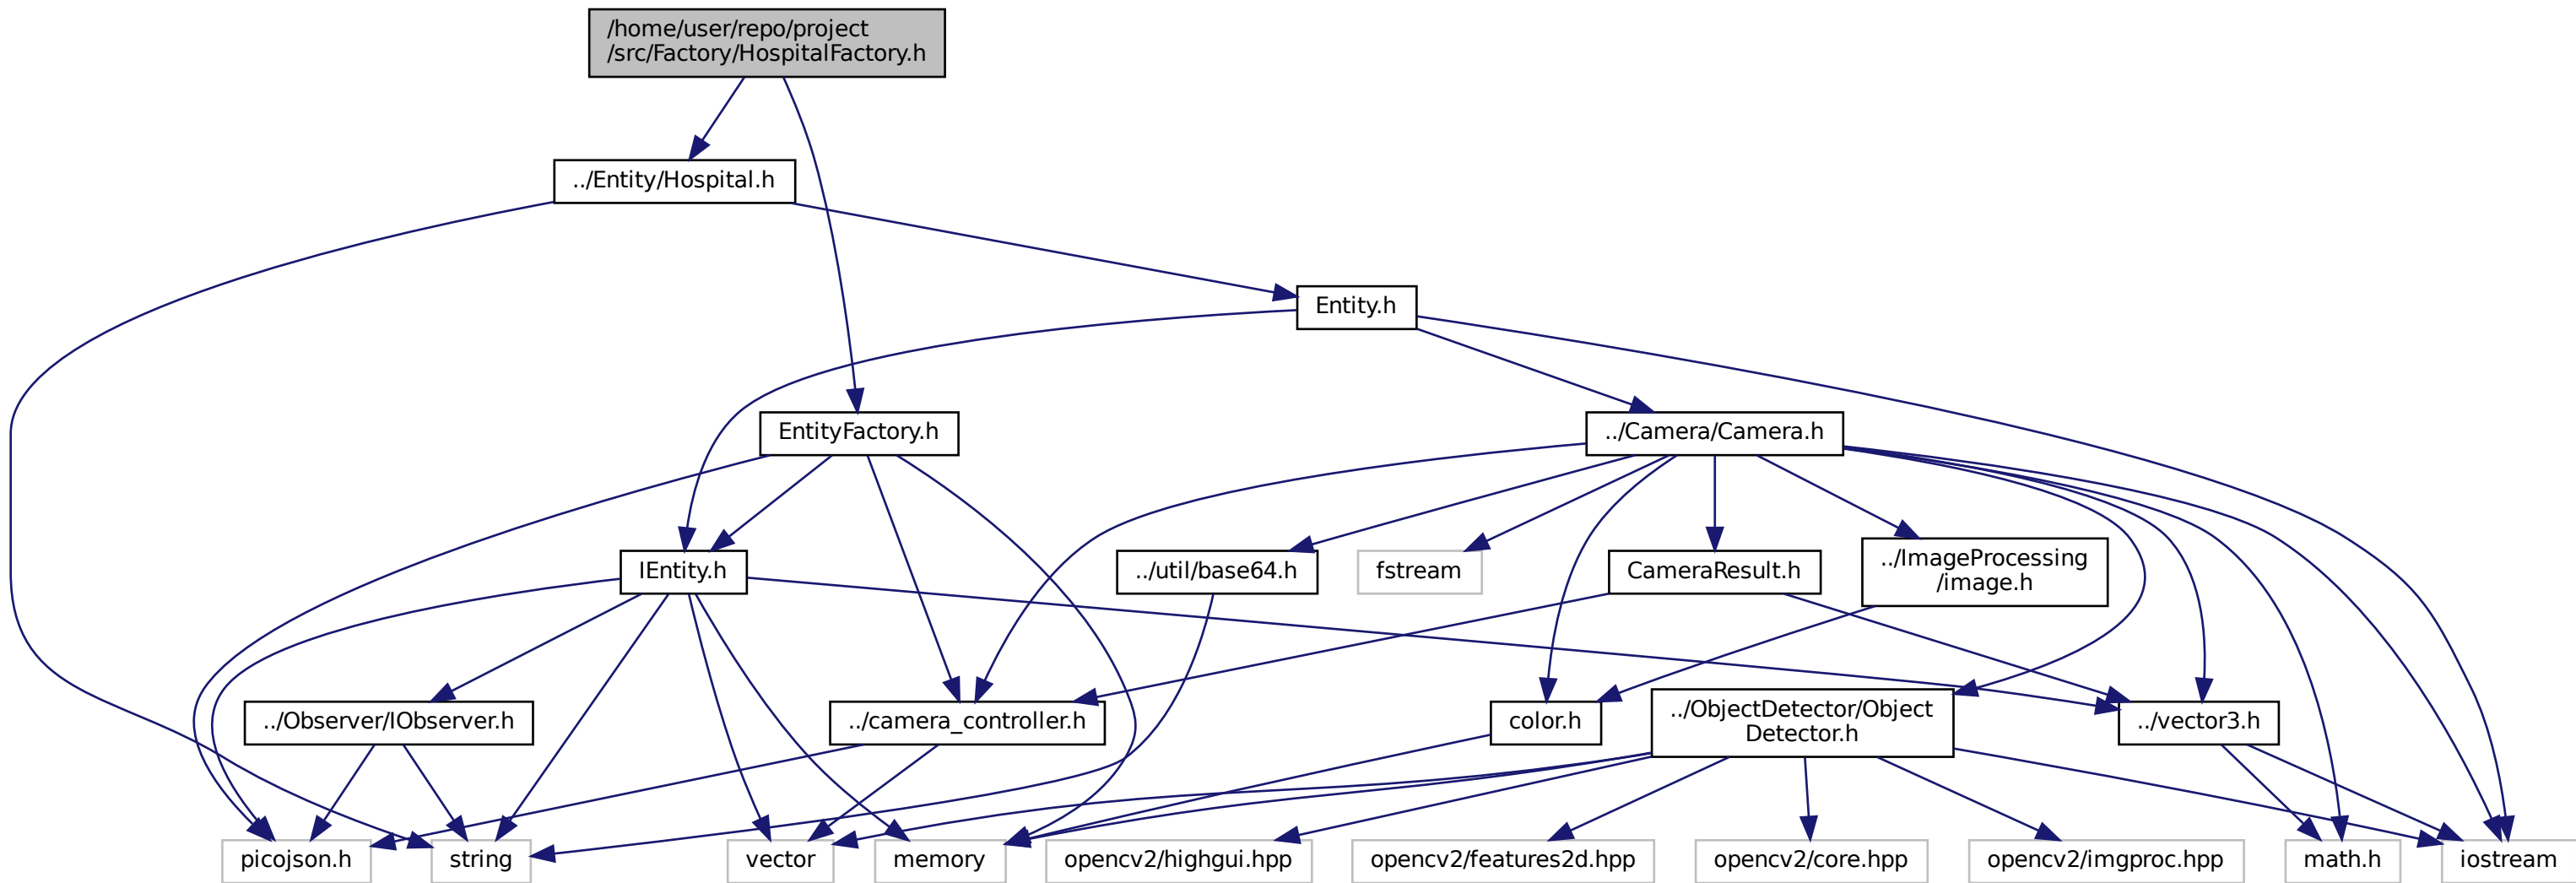 /home/user/repo/project
/src/Factory/HospitalFactory.h
../Entity/Hospital.h
Entity.h
EntityFactory.h
../Camera/Camera.h
IEntity.h
../util/base64.h
fstream
CameraResult.h
../ImageProcessing
/image.h
../Observer/IObserver.h
../camera_controller.h
color.h
../ObjectDetector/Object
Detector.h
../vector3.h
picojson.h
string
vector
memory
opencv2/highgui.hpp
opencv2/features2d.hpp
opencv2/core.hpp
opencv2/imgproc.hpp
math.h
iostream